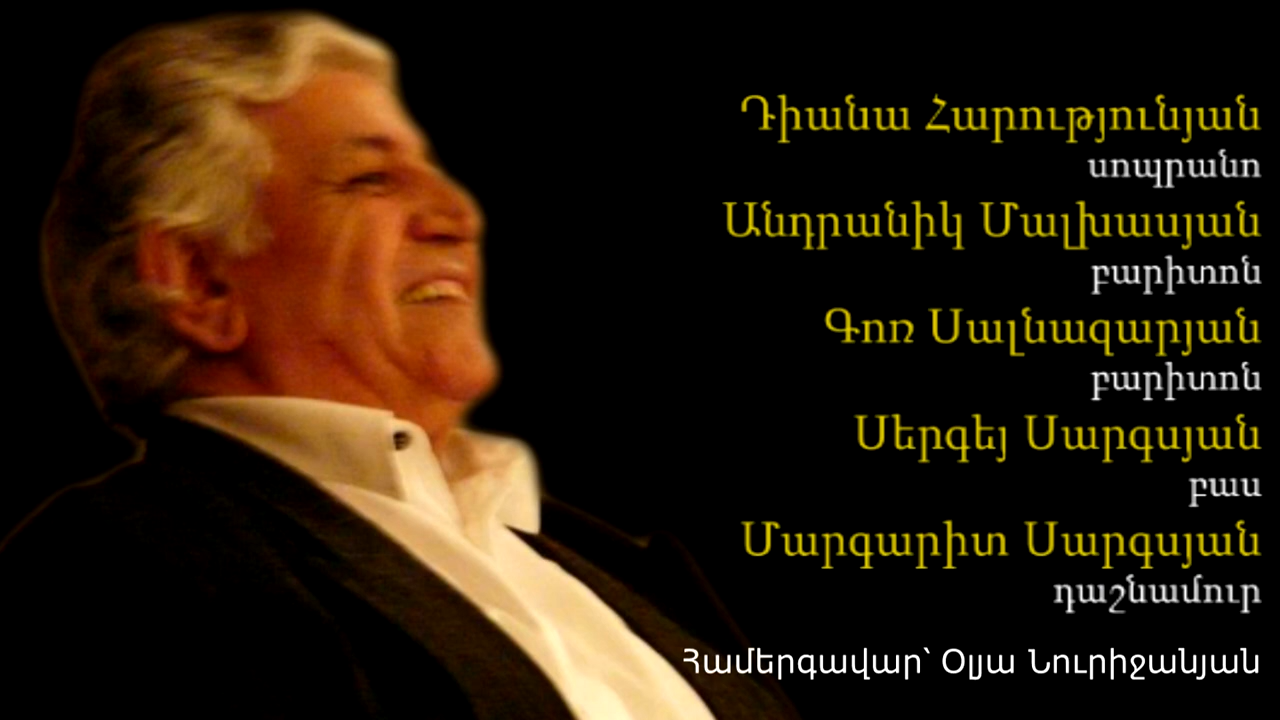 Դիանա Հարությունյան
սոպրանո
Անդրանիկ Մալխասյան
բարիտոն
Գոռ Սալնազարյան
բարիտոն
Սերգեյ Սարգսյան
բաս
Մարգարիտ Սարգսյան
դաշնամուր
Համերգավար՝ Օլյա Նուրիջանյան